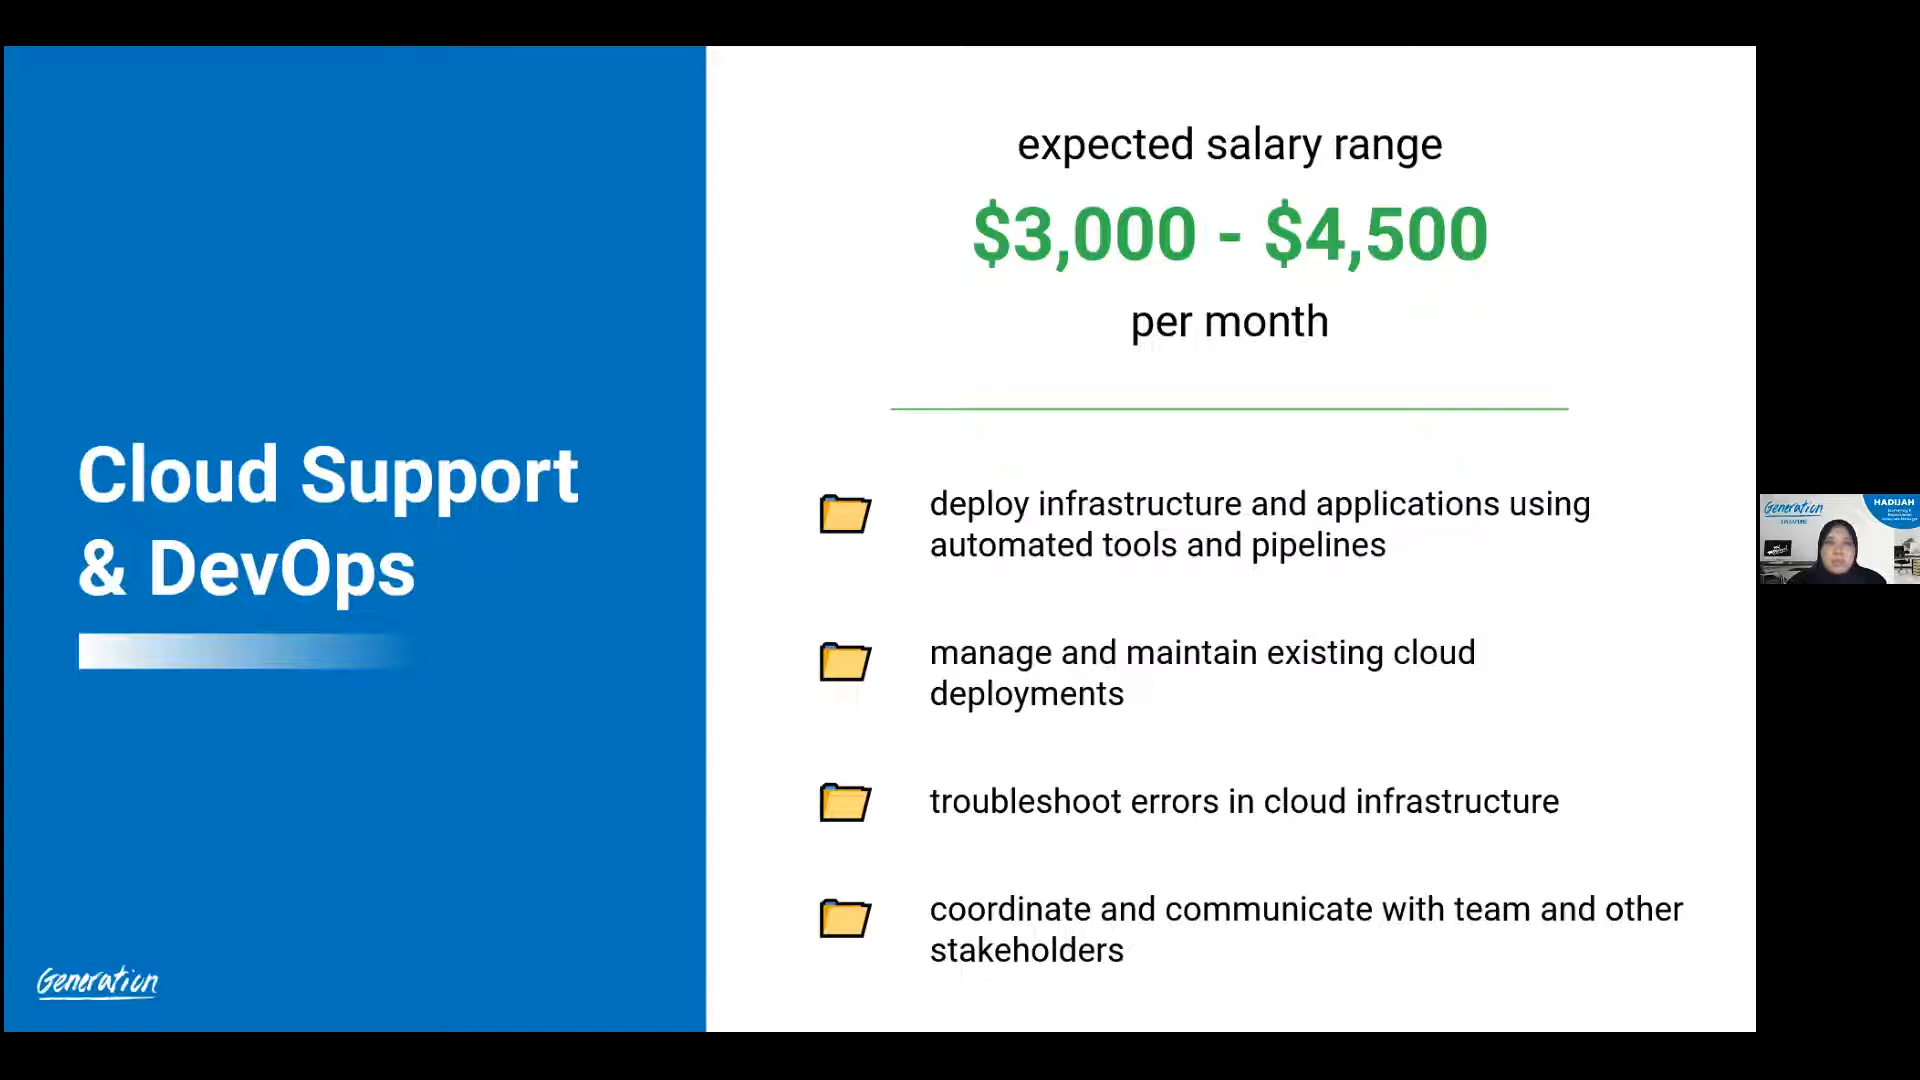 expected salary range
$3,000 - $4,500
per month
Cloud Support
& DevOps
deploy infrastructure and applications using
automated tools and pipelines
manage and maintain existing cloud
deployments
troubleshoot errors in cloud infrastructure
coordinate and communicate with team and other
stakeholders
Generation
Generation
SINGAPORE
HADIJAH